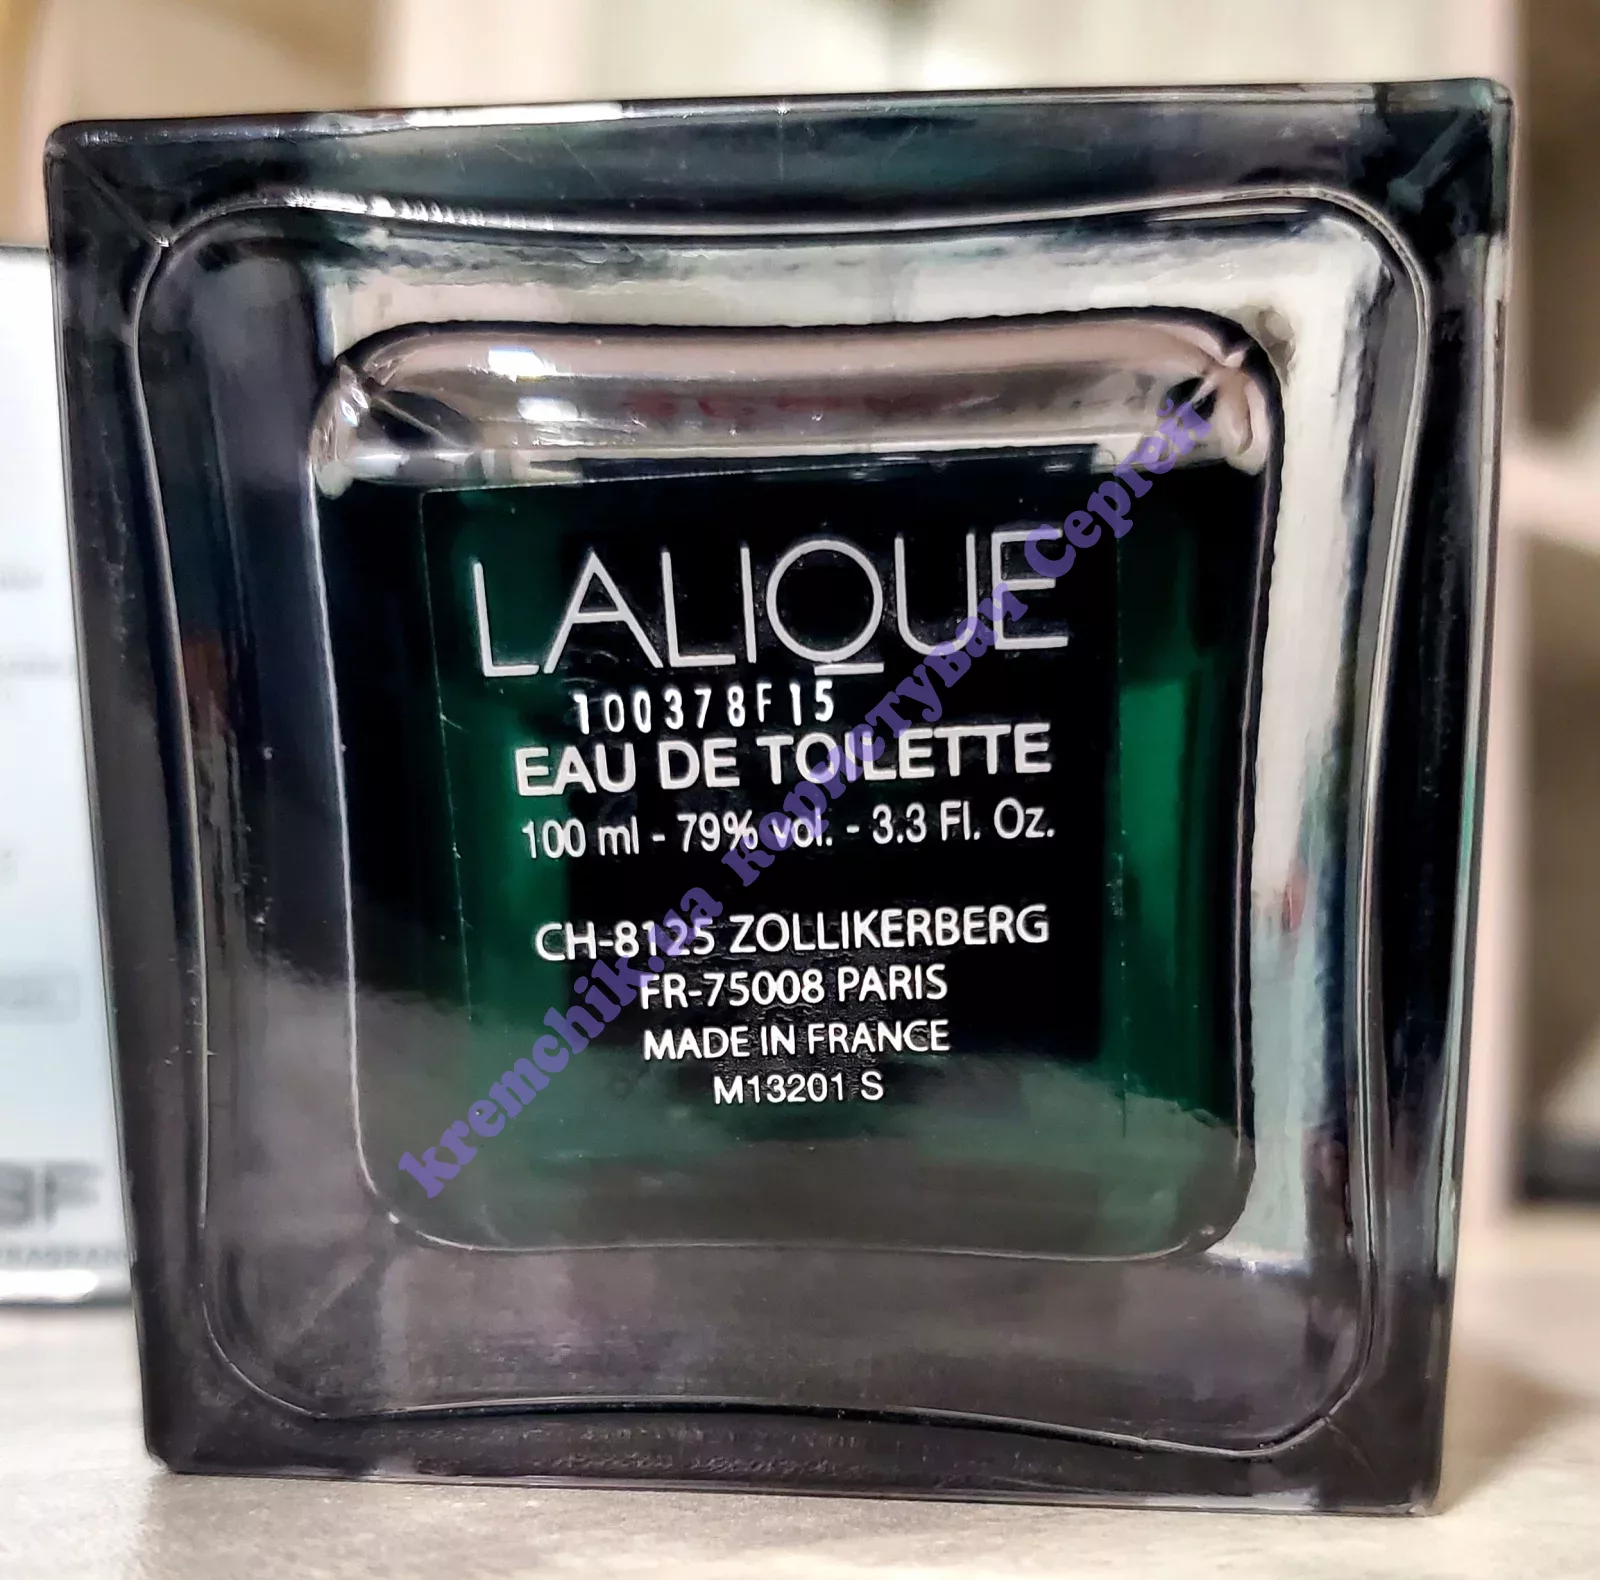 LALIQUE
100378F15
EAU DE TOILETTE
100 ml - 79% vol. - 3.3 Fl. Oz.
CH-8125 ZOLLIKERBERG
FR-75008 PARIS
MADE IN FRANCE
M13201 S
kremchik.ua Користувач Сергей